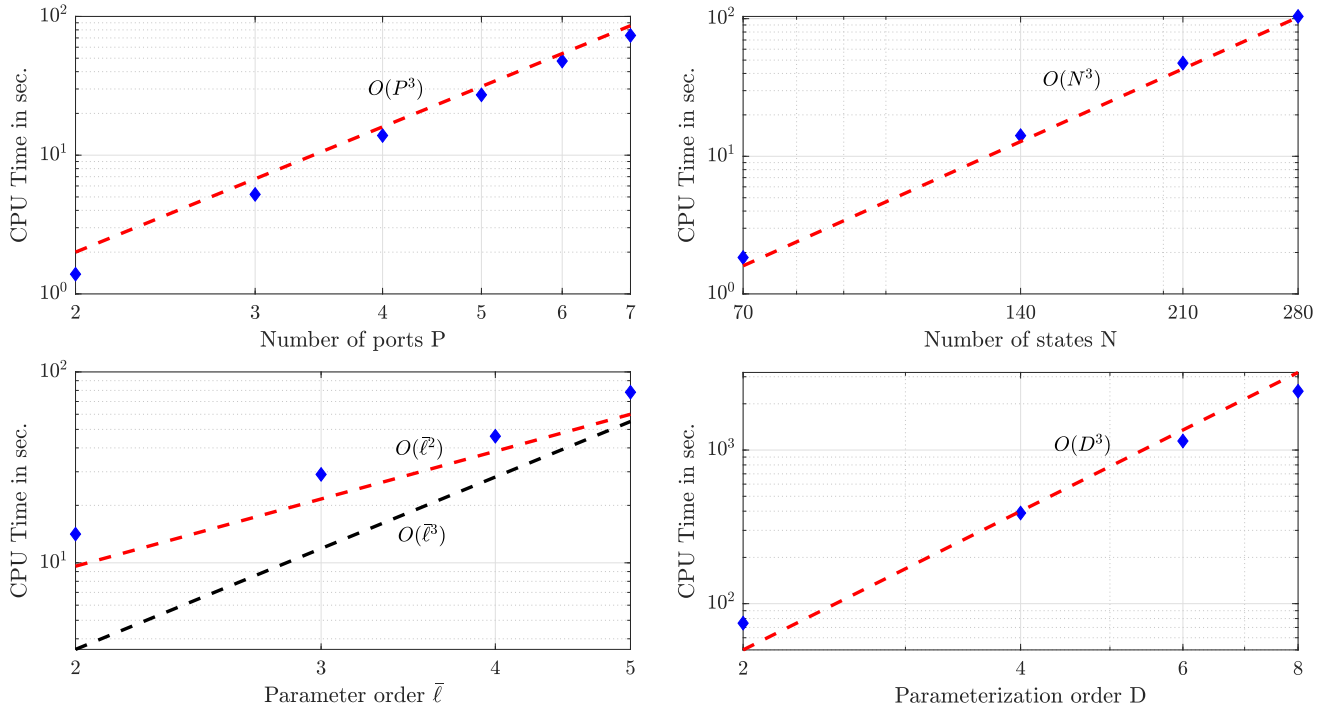 CPU Time in sec.
10^2
10^1
10^0
O(P^3)
2 3 4 5 6 7
Number of ports P
CPU Time in sec.
10^2
10^1
10^0
O(N^3)
70 140 210 280
Number of states N
CPU Time in sec.
10^2
10^1
O(ℓ̄^2)
O(ℓ̄^3)
2 3 4 5
Parameter order ℓ̄
CPU Time in sec.
10^3
10^2
O(D^3)
2 4 6 8
Parameterization order D